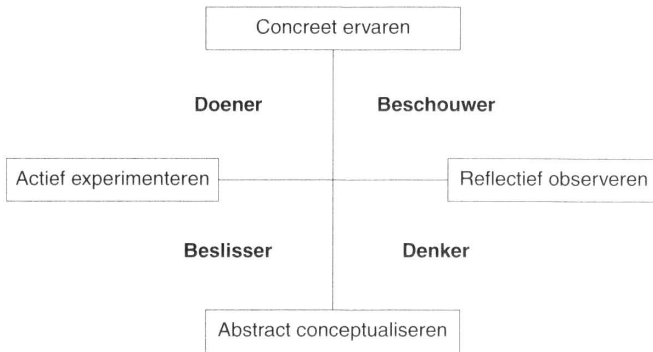 Concreet ervaren
Doener
Beschouwer
Actief experimenteren
Reflectief observeren
Beslisser
Denker
Abstract conceptualiseren